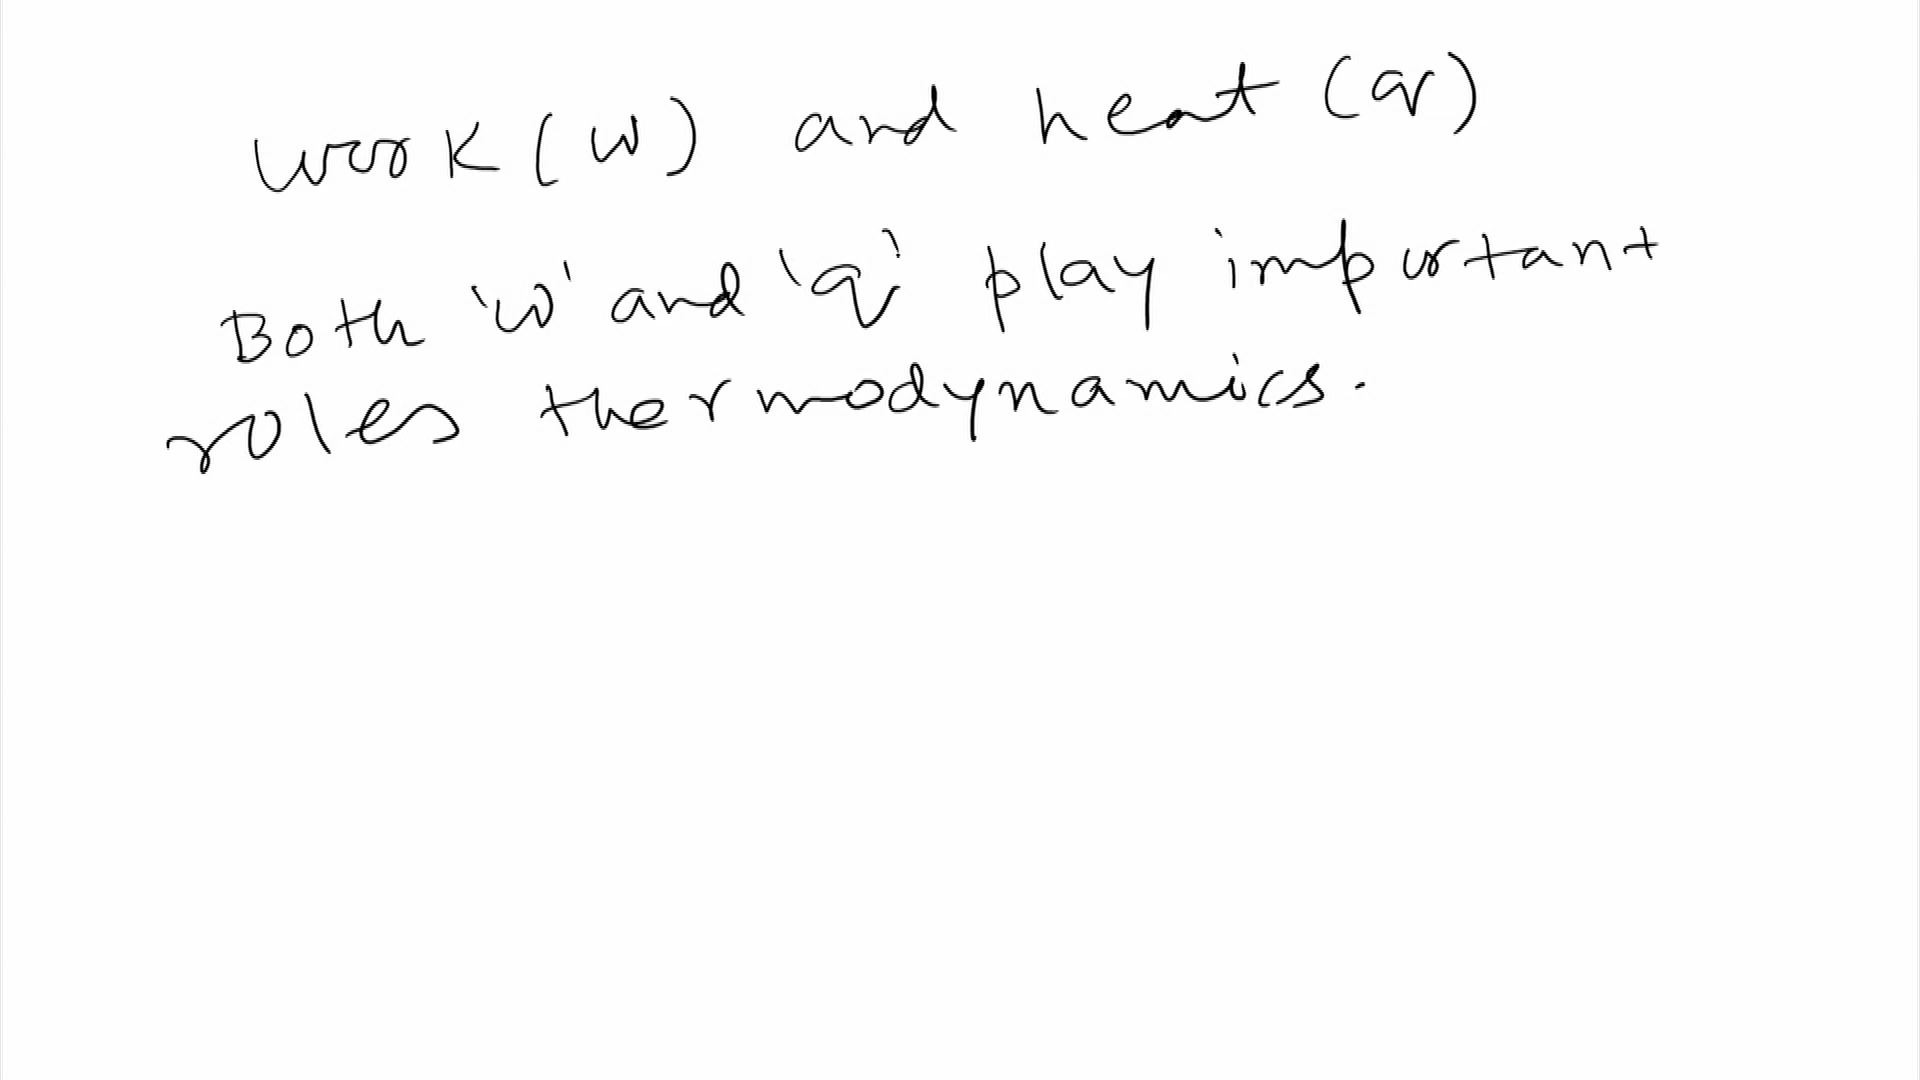 work (w) and heat (q)
Both 'w' and 'q' play important
roles thermodynamics.